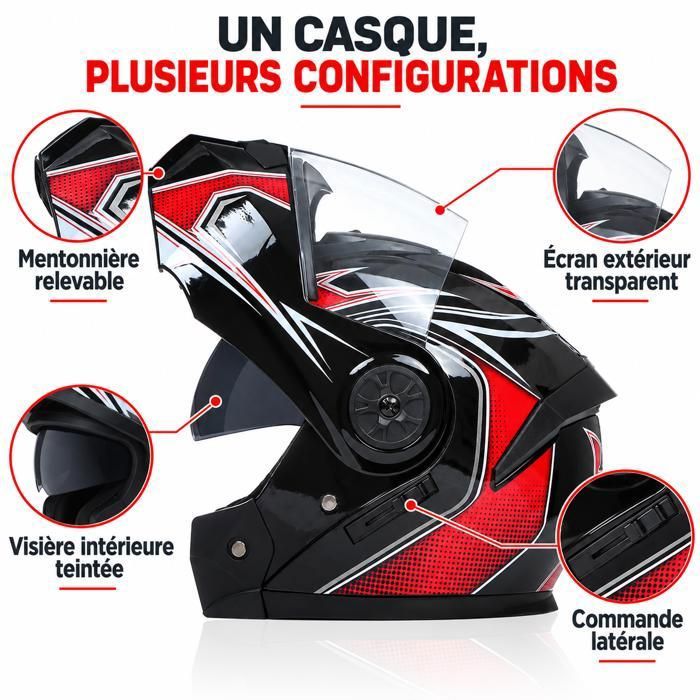 UN CASQUE,
PLUSIEURS CONFIGURATIONS
Mentonnière
relevable
Écran extérieur
transparent
Visière intérieure
teintée
Commande
latérale